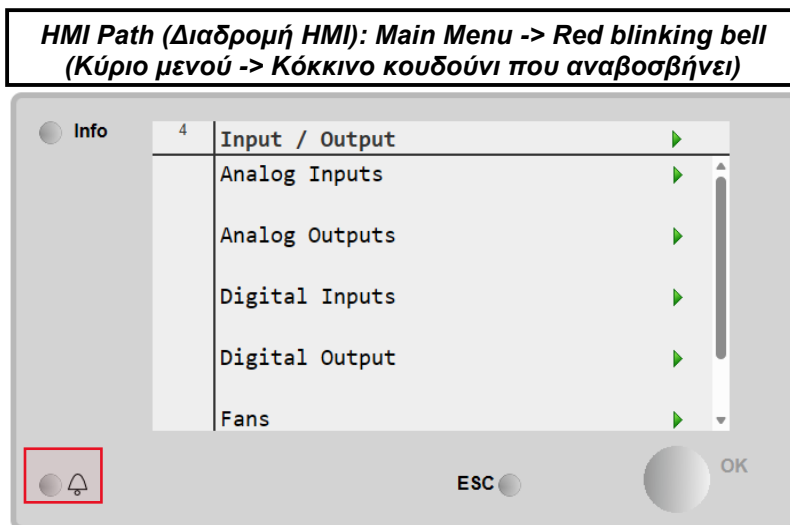 HMI Path (Διαδρομή HMI): Main Menu -> Red blinking bell
(Κύριο μενού -> Κόκκινο κουδούνι που αναβοσβήνει)
Info
4
Input / Output
Analog Inputs
Analog Outputs
Digital Inputs
Digital Output
Fans
ESC
OK